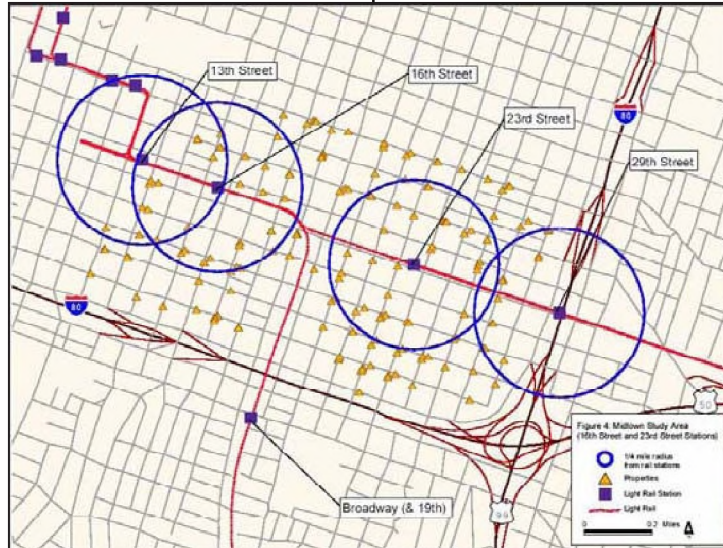 13th Street
16th Street
23rd Street
80
29th Street
80
50
Broadway (& 19th)
99
Figure 4: Midtown Study Area
(16th Street and 23rd Street Stations)
1/4 mile radius
from rail stations
Properties
Light Rail Station
Light Rail
0 0.2 Miles